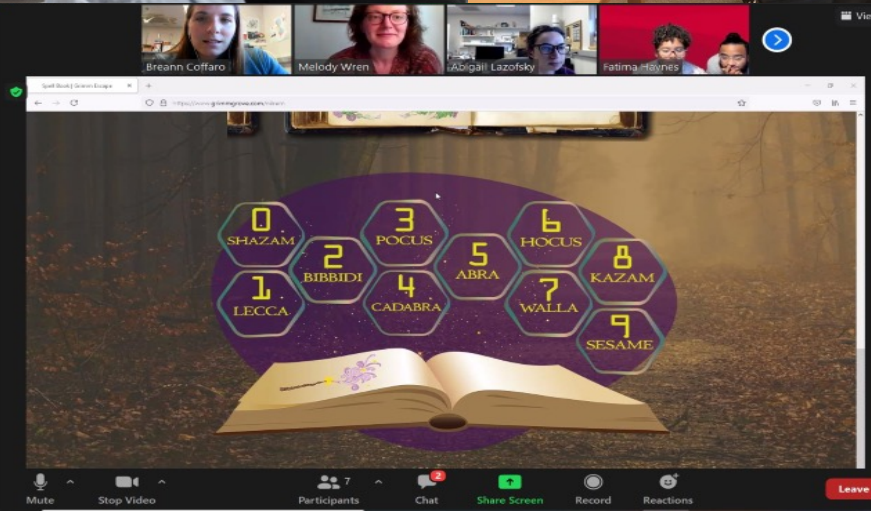 Vie
Breann Coffaro
Melody Wren
Abigail Lazofsky
Fatima Haynes
Spell Book | Grimm Escape
0
SHAZAM
3
POCUS
6
HOCUS
2
BIBBIDI
5
ABRA
8
KAZAM
1
LECCA
4
CADABRA
7
WALLA
9
SESAME
Mute
Stop Video
7
Participants
2
Chat
Share Screen
Record
Reactions
Leave